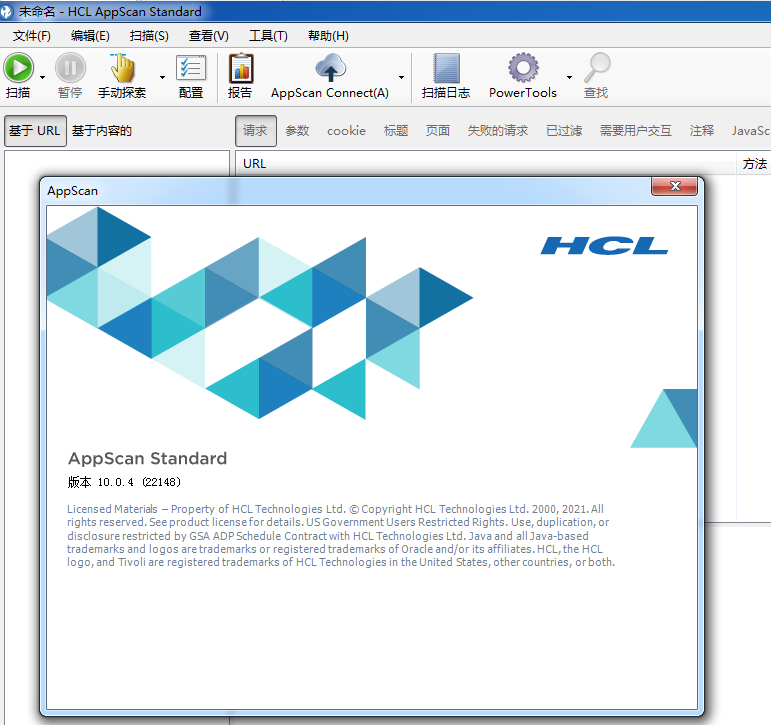 未命名 - HCL AppScan Standard
文件(F) 编辑(E) 扫描(S) 查看(V) 工具(T) 帮助(H)
扫描 暂停 手动探索 配置 报告 AppScan Connect(A) 扫描日志 PowerTools 查找
基于 URL 基于内容的 请求 参数 cookie 标题 页面 失败的请求 已过滤 需要用户交互 注释 JavaSc
URL 方法
AppScan
HCL
AppScan Standard
版本 10.0.4 (22148)
Licensed Materials – Property of HCL Technologies Ltd. © Copyright HCL Technologies Ltd. 2000, 2021. All
rights reserved. See product license for details. US Government Users Restricted Rights. Use, duplication, or
disclosure restricted by GSA ADP Schedule Contract with HCL Technologies Ltd. Java and all Java-based
trademarks and logos are trademarks or registered trademarks of Oracle and/or its affiliates. HCL, the HCL
logo, and Tivoli are registered trademarks of HCL Technologies in the United States, other countries, or both.